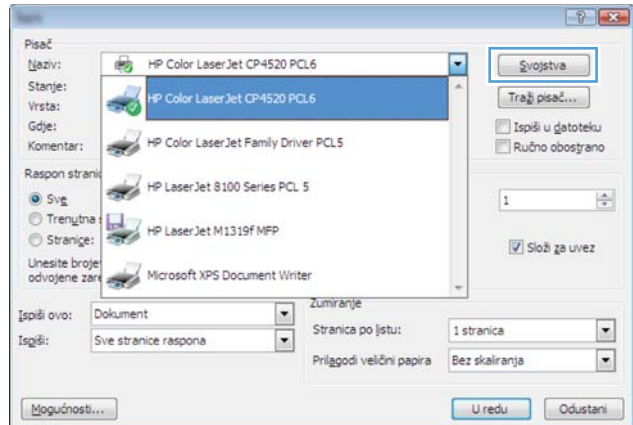 Ispis
Pisač
Naziv: HP Color LaserJet CP4520 PCL6 Svojstva
Stanje:
HP Color LaserJet CP4520 PCL6 Traži pisač...
Vrsta:
Gdje: Ispiši u datoteku
Komentar: HP Color LaserJet Family Driver PCL5 Ručno obostrano
Raspon stranic
HP LaserJet 8100 Series PCL 5
Sve 1
Trenutna s
HP LaserJet M1319f MFP
Stranice: Složi za uvez
Unesite brojev
odvojene zare
Microsoft XPS Document Writer
Zumiranje
Ispiši ovo: Dokument Stranica po listu: 1 stranica
Ispiši: Sve stranice raspona
Prilagodi veličini papira Bez skaliranja
Mogućnosti... U redu Odustani